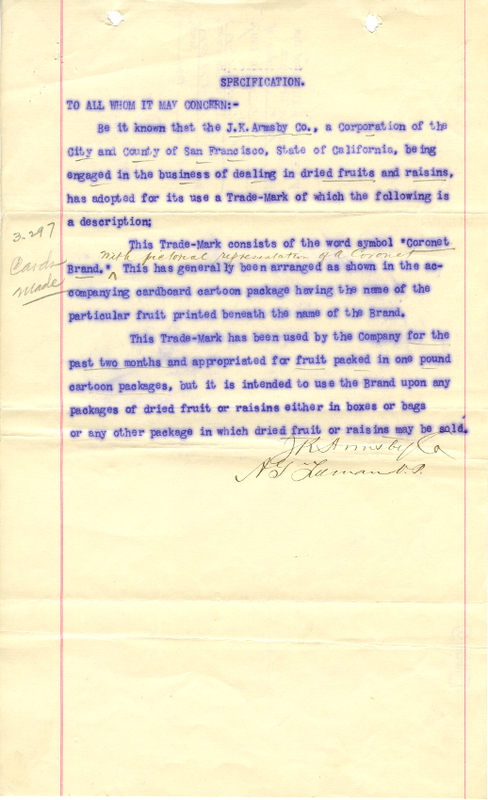 SPECIFICATION.
TO ALL WHOM IT MAY CONCERN:-
Be it known that the J.K.Armsby Co., a Corporation of the
City and County of San Francisco, State of California, being
engaged in the business of dealing in dried fruits and raisins,
has adopted for its use a Trade-Mark of which the following is
a description;
3-297
Cards
made
This Trade-Mark consists of the word symbol "Coronet
with pictorial representation of a Coronet
Brand." This has generally been arranged as shown in the ac-
companying cardboard cartoon package having the name of the
particular fruit printed beneath the name of the Brand.
This Trade-Mark has been used by the Company for the
past two months and appropriated for fruit packed in one pound
cartoon packages, but it is intended to use the Brand upon any
packages of dried fruit or raisins either in boxes or bags
or any other package in which dried fruit or raisins may be sold.
J K Armsby Co
V.P.